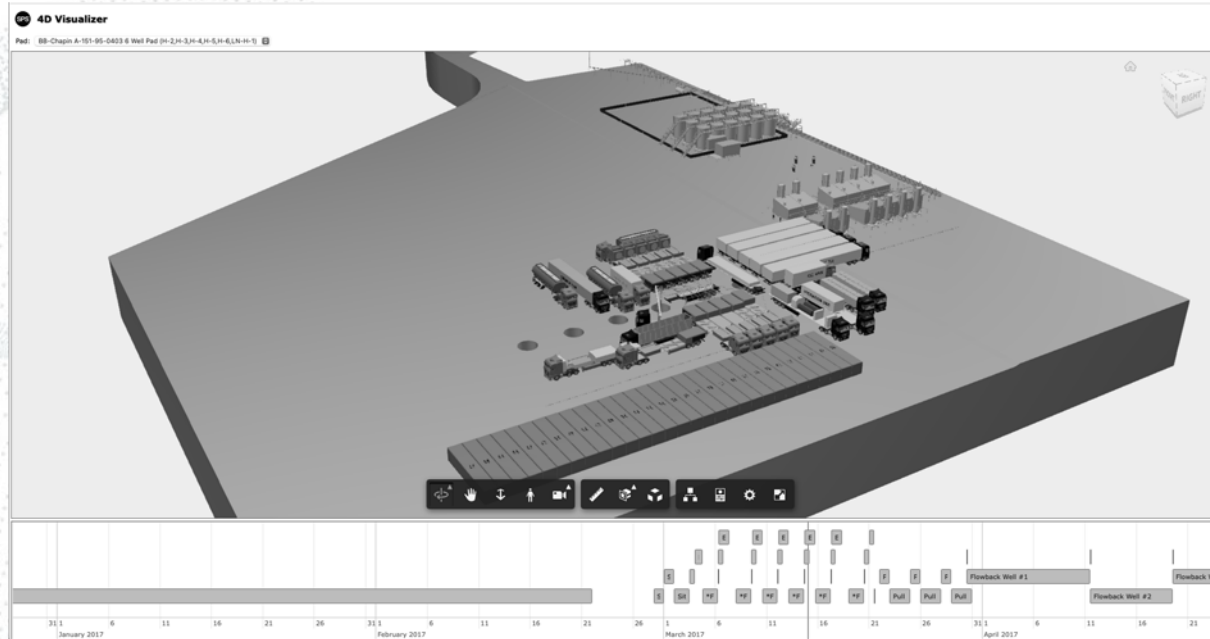 SPS 4D Visualizer
Pad: BB-Chapin A-151-95-0403 6 Well Pad (H-2,H-3,H-4,H-5,H-6,LN-H-1)
RIGHT
E E E E E
S F F F Flowback Well #1 Flowback
S Sit *F *F *F *F *F *F Pull Pull Pull Flowback Well #2
31 1 6 11 16 21 26 31 1 6 11 16 21 26 1 6 11 16 21 26 31 1 6 11 16 21
January 2017 February 2017 March 2017 April 2017